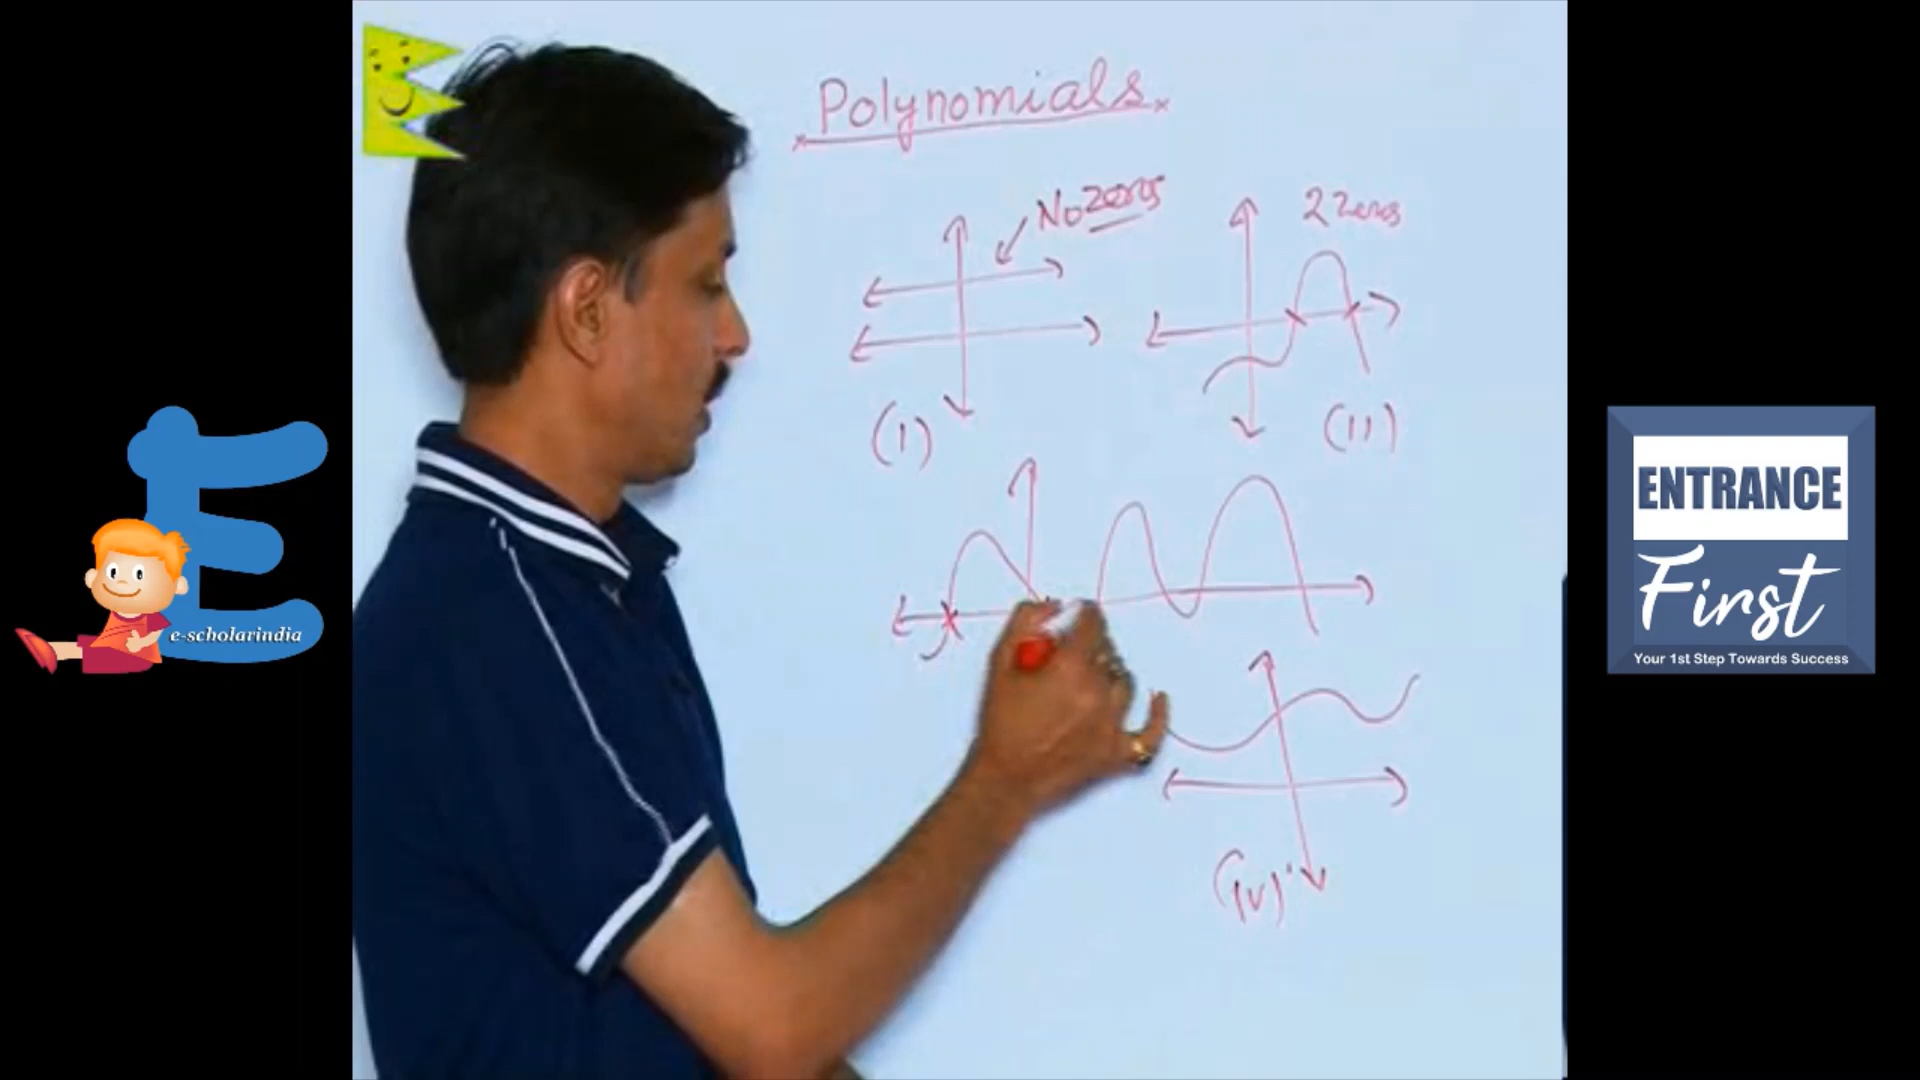 Polynomials
No zeros
2 Zeros
(I)
(II)
(IV)
e-scholarindia
ENTRANCE
First
Your 1st Step Towards Success